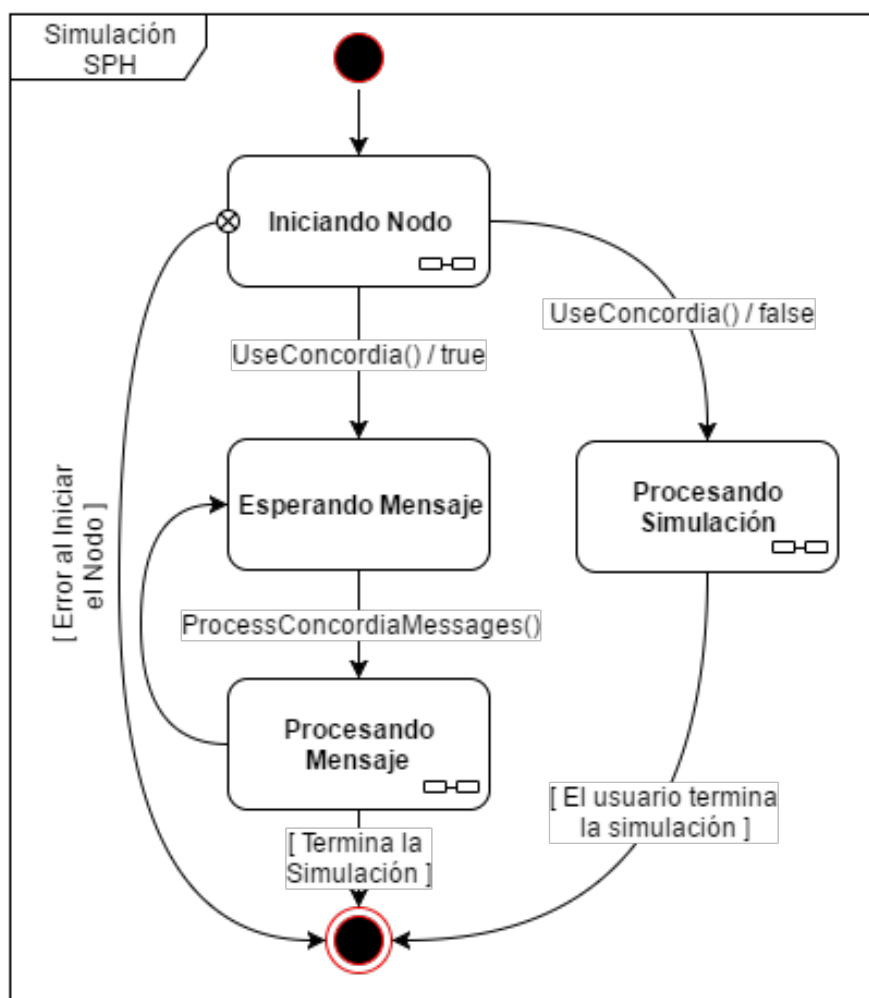 Simulación
SPH
Iniciando Nodo
UseConcordia() / false
UseConcordia() / true
[ Error al Iniciar
el Nodo ]
Esperando Mensaje
Procesando
Simulación
ProcessConcordiaMessages()
Procesando
Mensaje
[ El usuario termina
la simulación ]
[ Termina la
Simulación ]